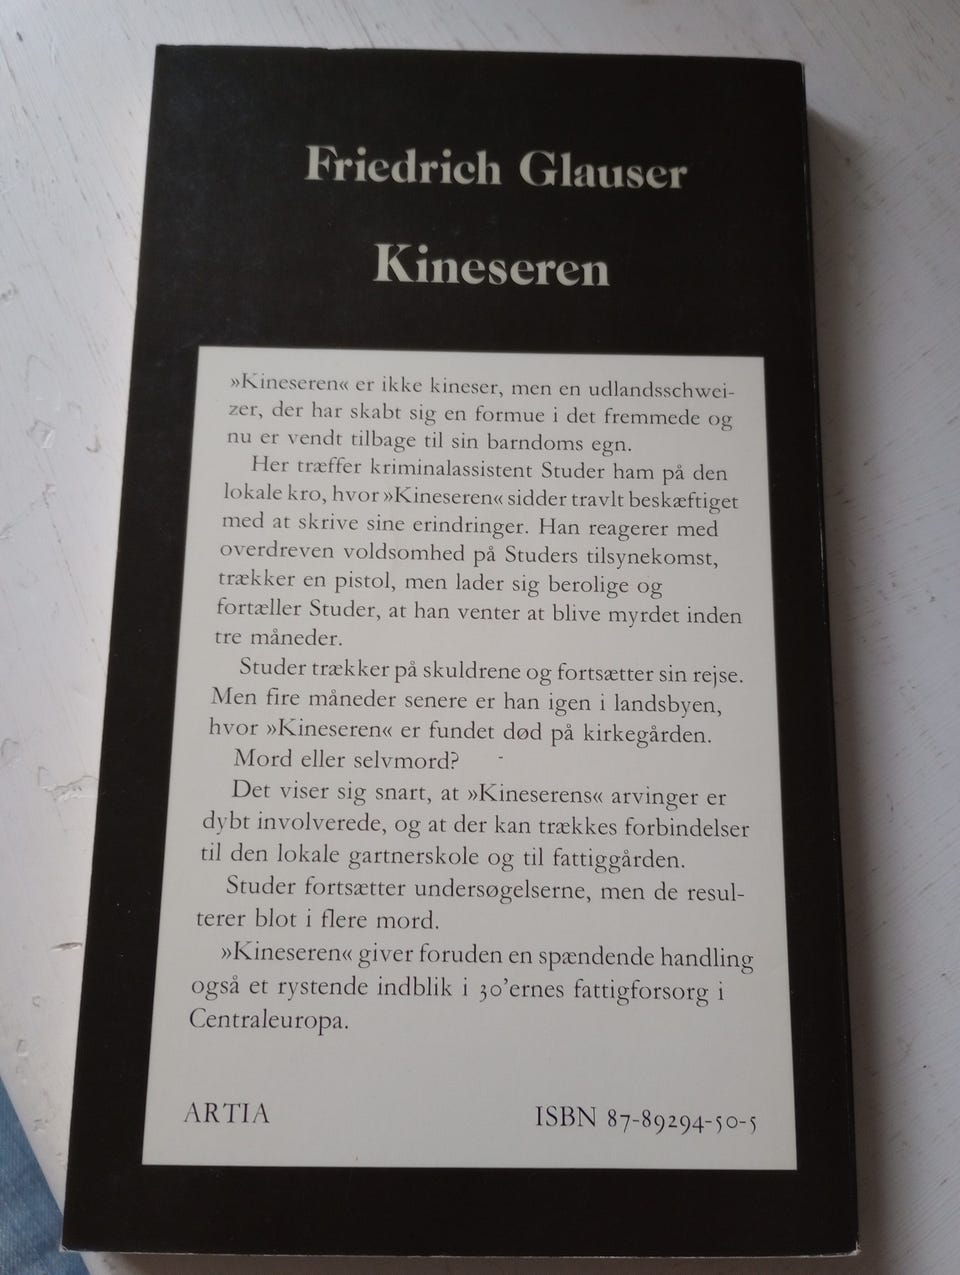 Friedrich Glauser
Kineseren
»Kineseren« er ikke kineser, men en udlandsschwei-
zer, der har skabt sig en formue i det fremmede og
nu er vendt tilbage til sin barndoms egn.
Her træffer kriminalassistent Studer ham på den
lokale kro, hvor »Kineseren« sidder travlt beskæftiget
med at skrive sine erindringer. Han reagerer med
overdreven voldsomhed på Studers tilsynekomst,
trækker en pistol, men lader sig berolige og
fortæller Studer, at han venter at blive myrdet inden
tre måneder.
Studer trækker på skuldrene og fortsætter sin rejse.
Men fire måneder senere er han igen i landsbyen,
hvor »Kineseren« er fundet død på kirkegården.
Mord eller selvmord?
Det viser sig snart, at »Kineserens« arvinger er
dybt involverede, og at der kan trækkes forbindelser
til den lokale gartnerskole og til fattiggården.
Studer fortsætter undersøgelserne, men de resul-
terer blot i flere mord.
»Kineseren« giver foruden en spændende handling
også et rystende indblik i 30'ernes fattigforsorg i
Centraleuropa.
ARTIA
ISBN 87-89294-50-5